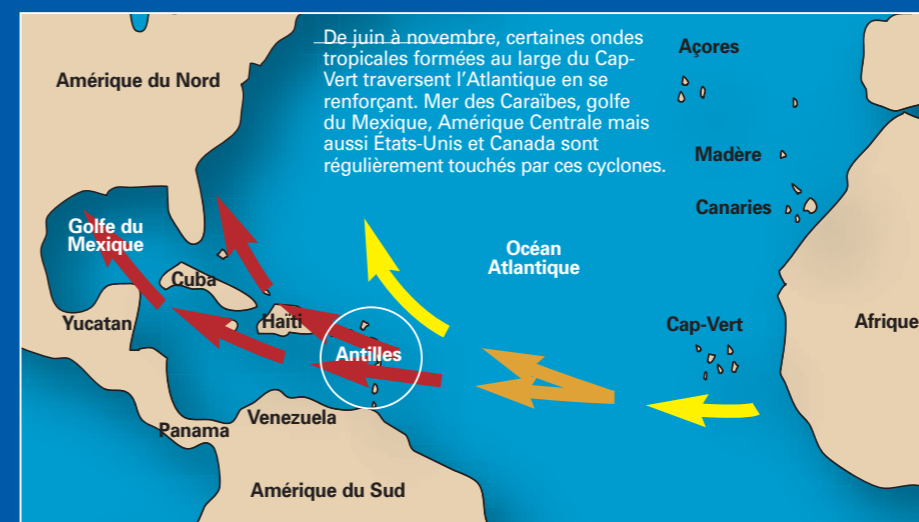 De juin à novembre, certaines ondes
tropicales formées au large du Cap-
Vert traversent l’Atlantique en se
renforçant. Mer des Caraïbes, golfe
du Mexique, Amérique Centrale mais
aussi États-Unis et Canada sont
régulièrement touchés par ces cyclones.
Açores
Amérique du Nord
Madère
Canaries
Golfe du
Mexique
Océan
Atlantique
Cuba
Yucatan
Haïti
Cap-Vert
Afrique
Antilles
Venezuela
Panama
Amérique du Sud